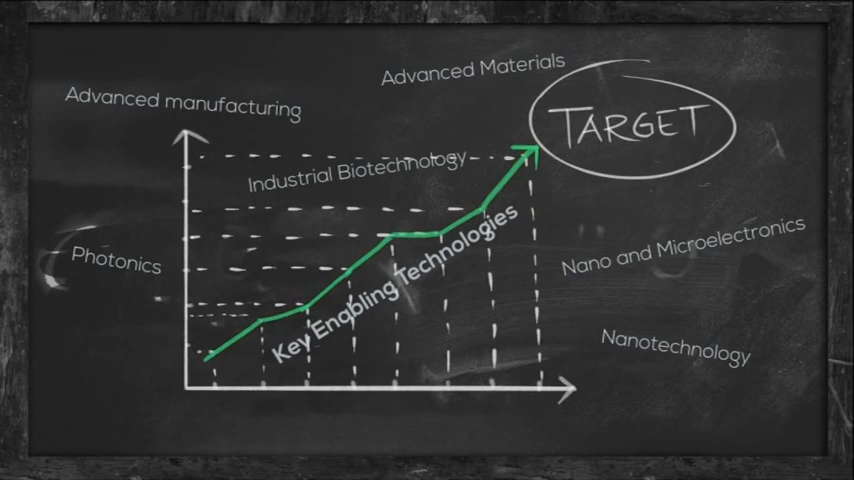 Advanced Materials
Advanced manufacturing
TARGET
Industrial Biotechnology
Key Enabling Technologies
Photonics
Nano and Microelectronics
Nanotechnology